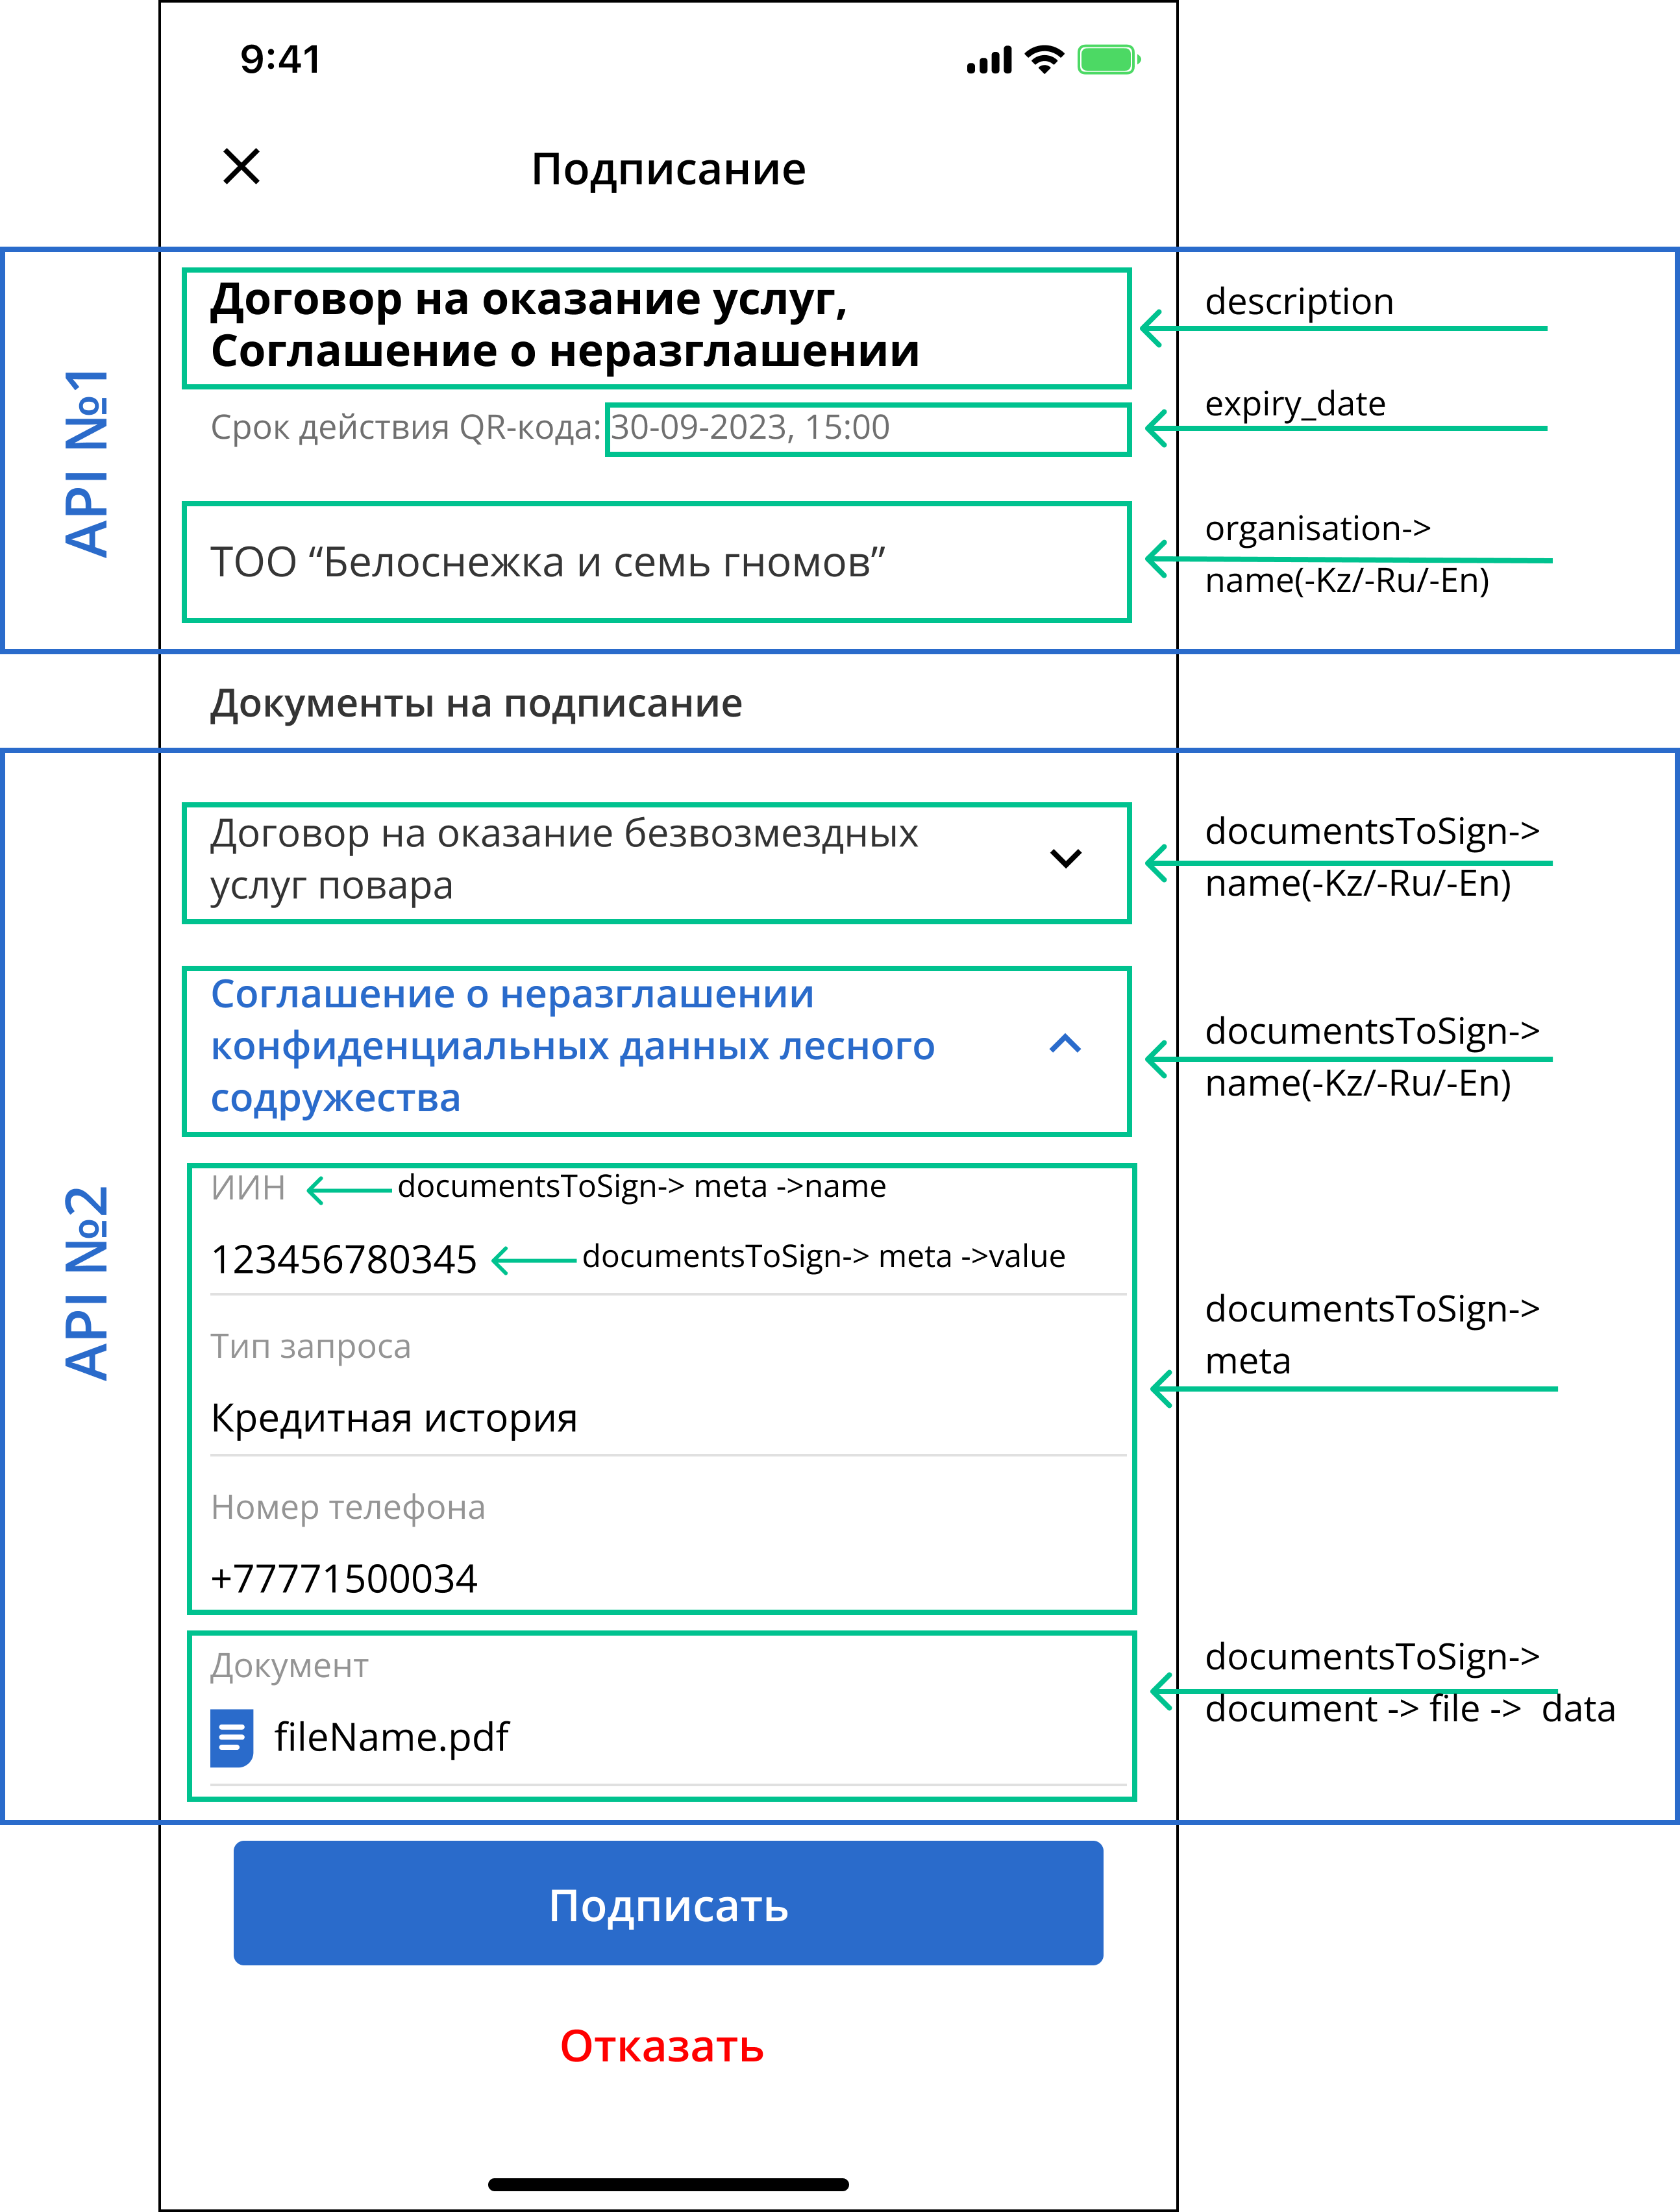 9:41
Подписание
API №1
Договор на оказание услуг,
Соглашение о неразглашении
description
Срок действия QR-кода: 30-09-2023, 15:00
expiry_date
ТОО “Белоснежка и семь гномов”
organisation->
name(-Kz/-Ru/-En)
Документы на подписание
API №2
Договор на оказание безвозмездных
услуг повара
documentsToSign->
name(-Kz/-Ru/-En)
Соглашение о неразглашении
конфиденциальных данных лесного
содружества
documentsToSign->
name(-Kz/-Ru/-En)
ИИН
documentsToSign-> meta ->name
123456780345
documentsToSign-> meta ->value
Тип запроса
Кредитная история
Номер телефона
+77771500034
documentsToSign->
meta
Документ
fileName.pdf
documentsToSign->
document -> file -> data
Подписать
Отказать